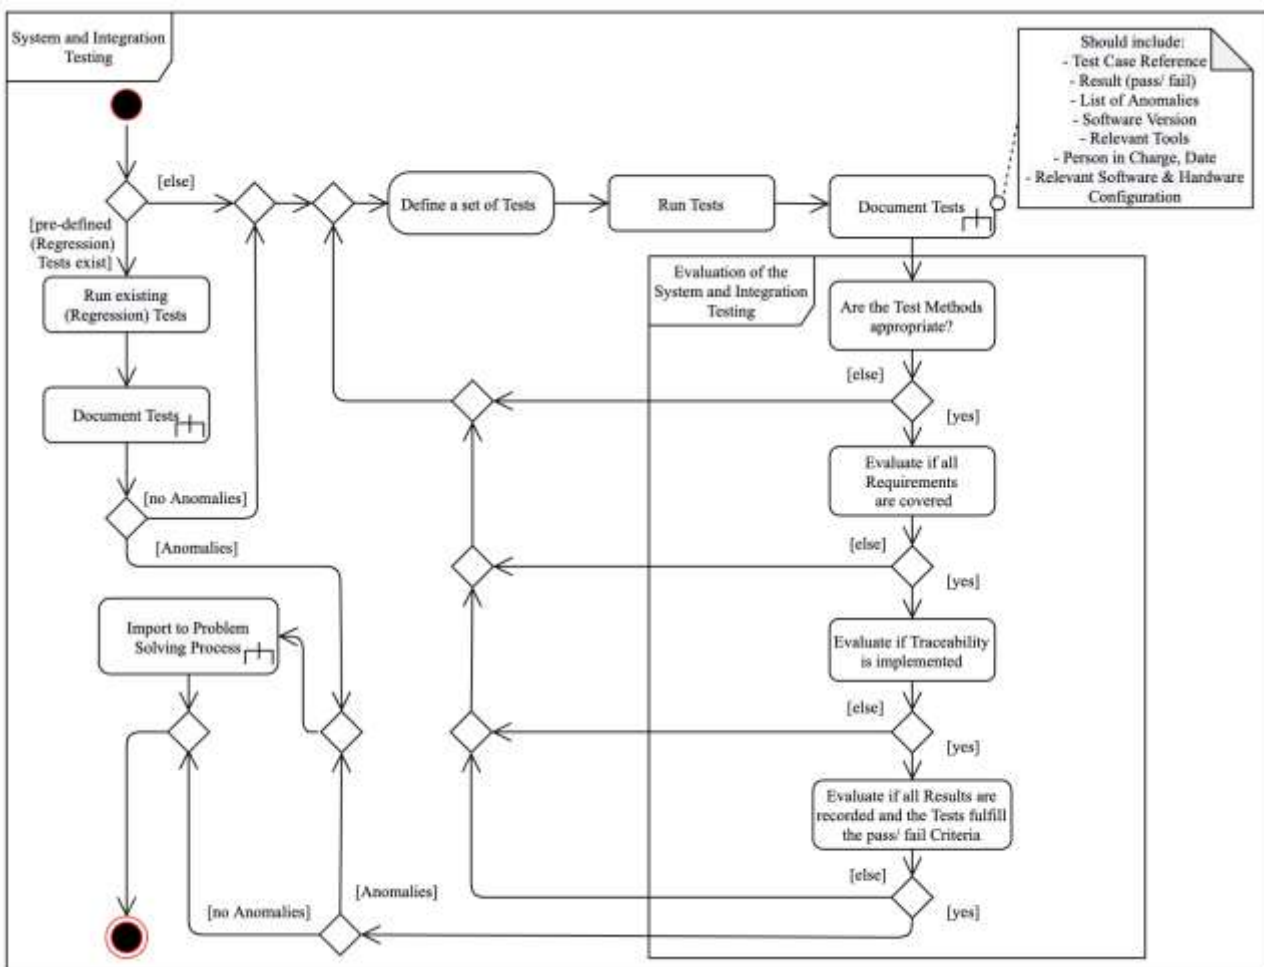 System and Integration
Testing
Should include:
- Test Case Reference
- Result (pass/ fail)
- List of Anomalies
- Software Version
- Relevant Tools
- Person in Charge, Date
- Relevant Software & Hardware
Configuration
[else]
Define a set of Tests
Run Tests
Document Tests
[pre-defined
(Regression)
Tests exist]
Run existing
(Regression) Tests
Evaluation of the
System and Integration
Testing
Are the Test Methods
appropriate?
[else]
[yes]
Document Tests
Evaluate if all
Requirements
are covered
[no Anomalies]
[Anomalies]
[else]
[yes]
Import to Problem
Solving Process
Evaluate if Traceability
is implemented
[else]
[yes]
Evaluate if all Results are
recorded and the Tests fulfill
the pass/ fail Criteria
[else]
[yes]
[Anomalies]
[no Anomalies]